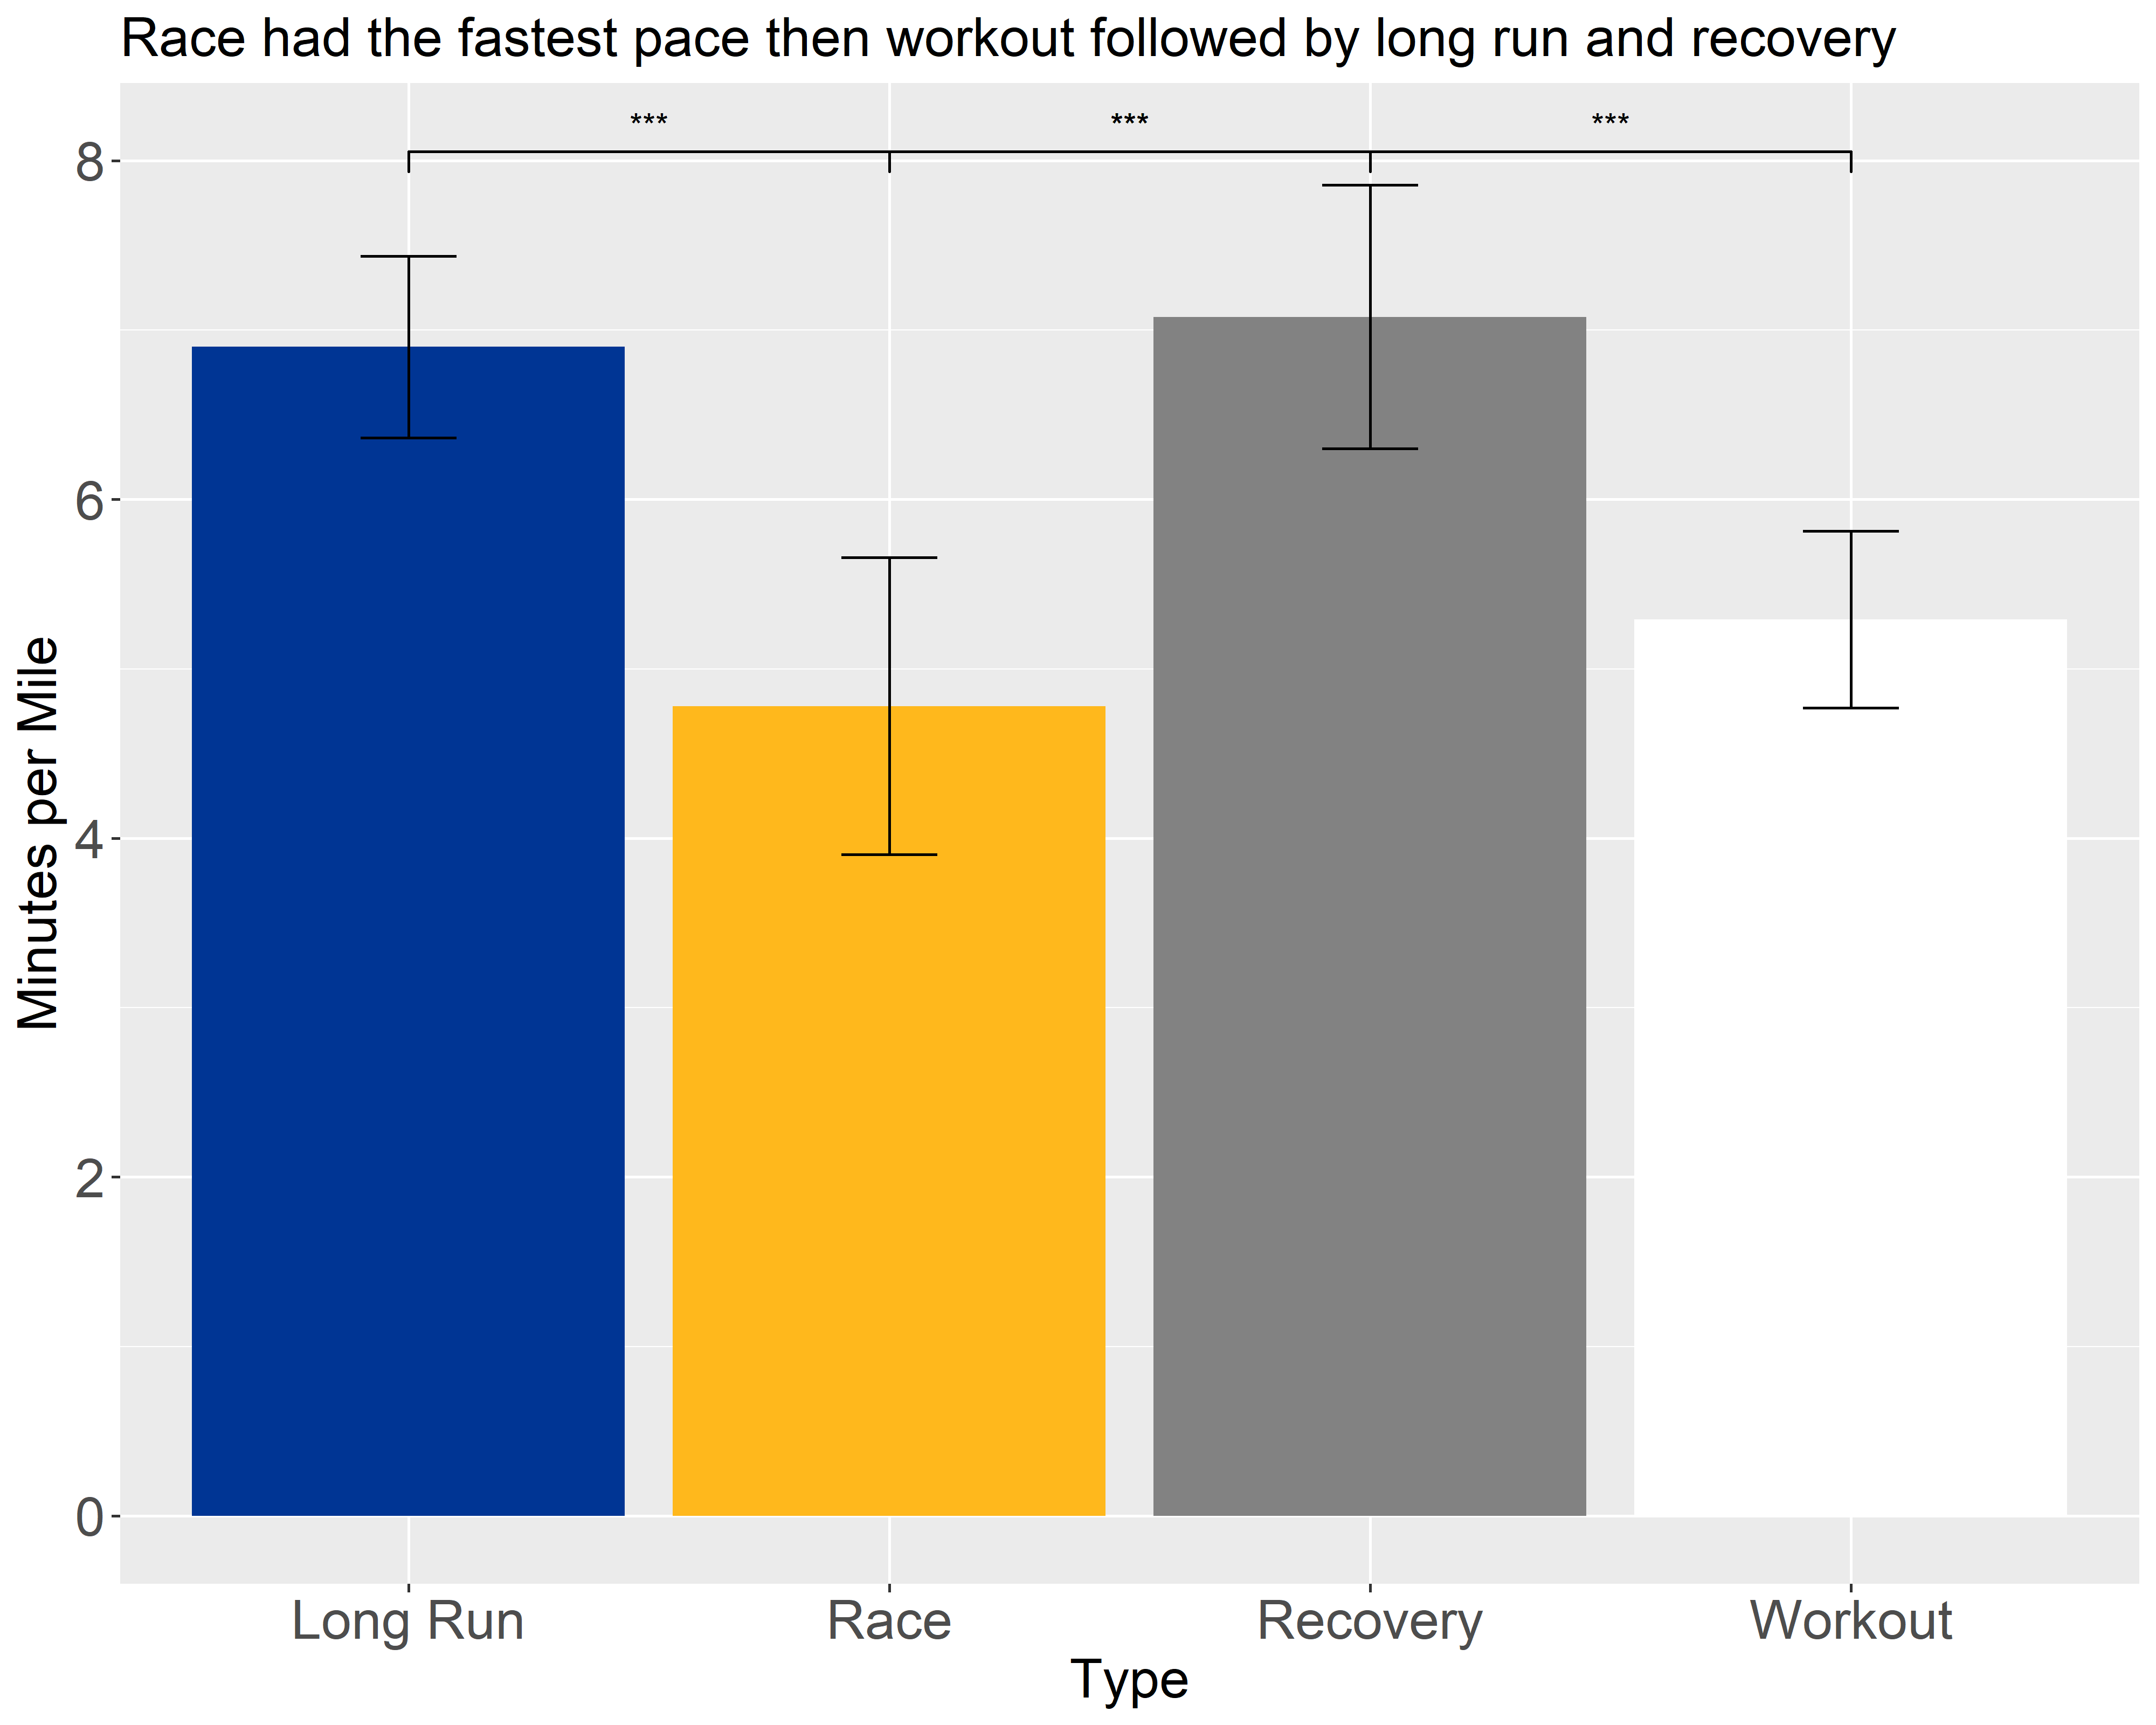 Race had the fastest pace then workout followed by long run and recovery
*** *** ***
8
6
4
2
0
Minutes per Mile
Long Run Race Recovery Workout
Type